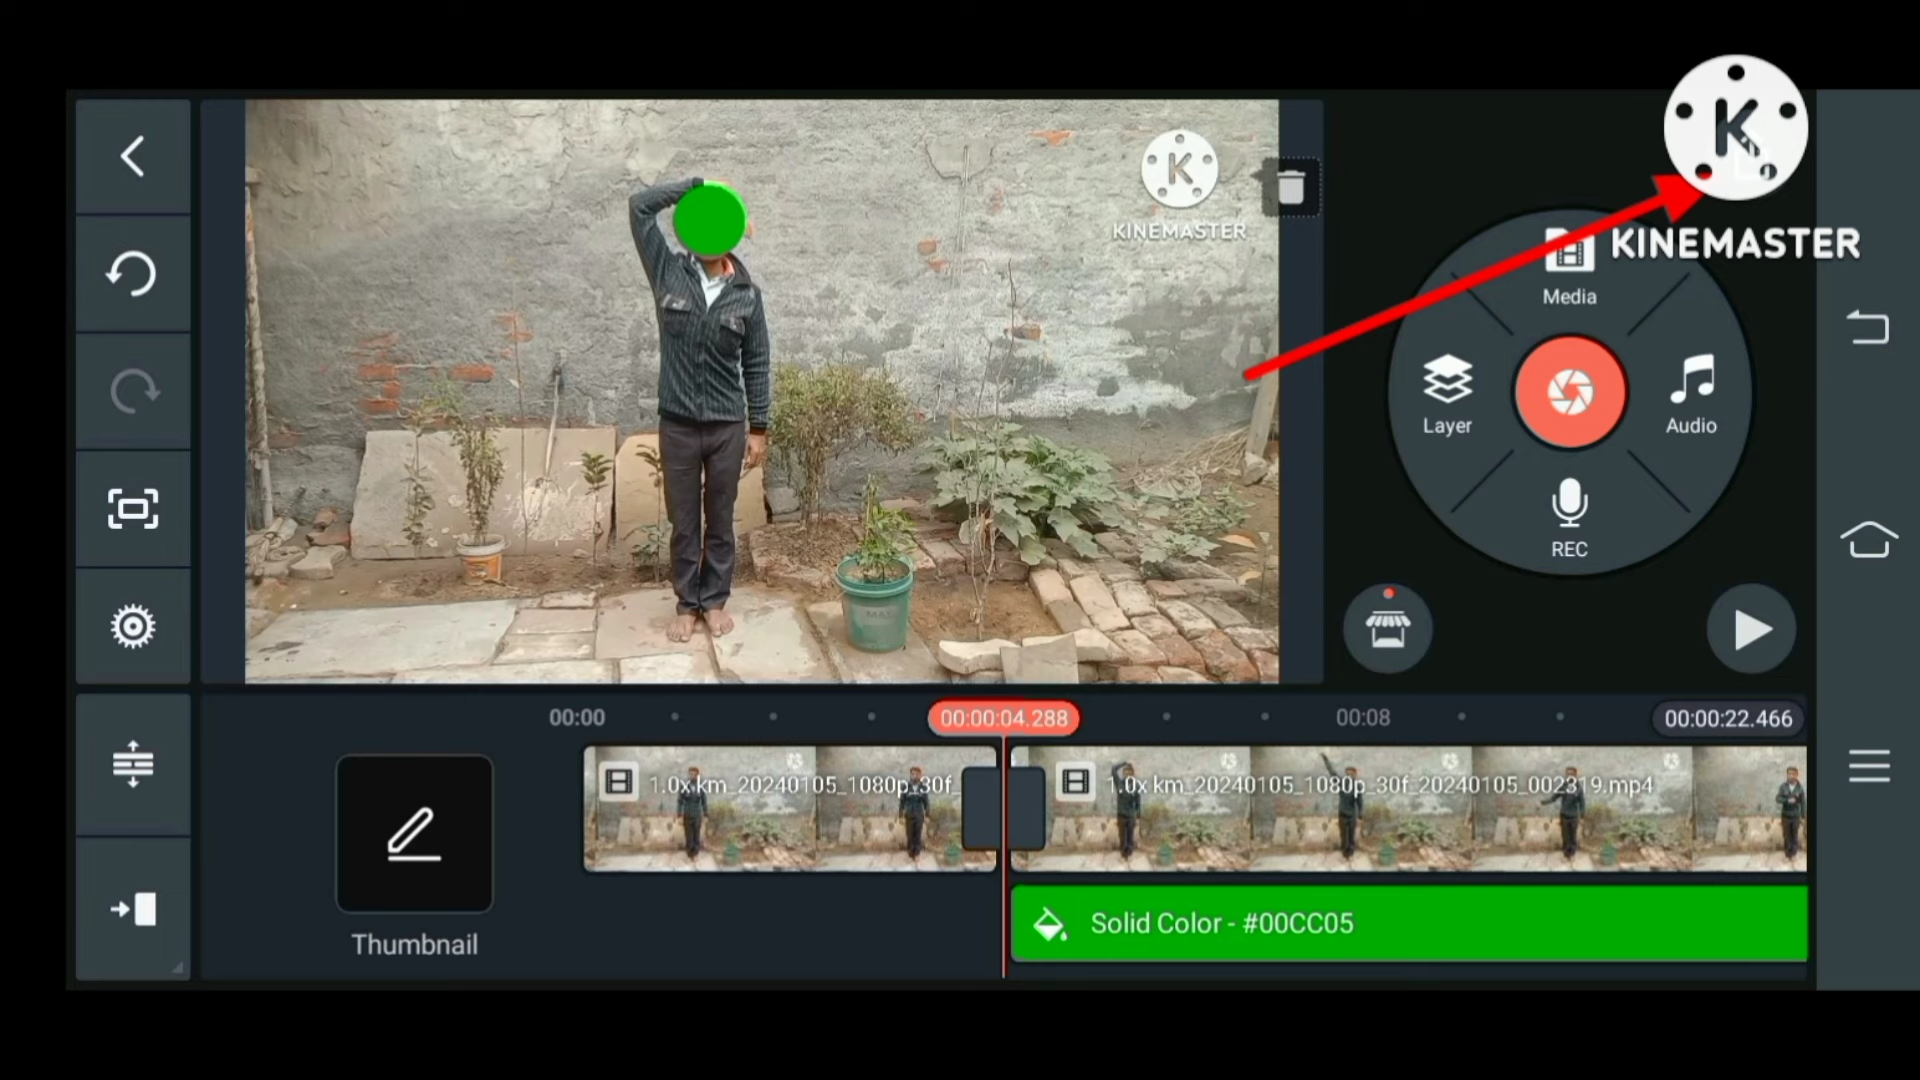 K
KINEMASTER
K
KINEMASTER
Media
Layer
Audio
REC
00:00
00:00:04.288
00:08
00:00:22.466
1.0x km_20240105_1080p_30f_
1.0x km_20240105_1080p_30f_20240105_002319.mp4
Thumbnail
Solid Color - #00CC05